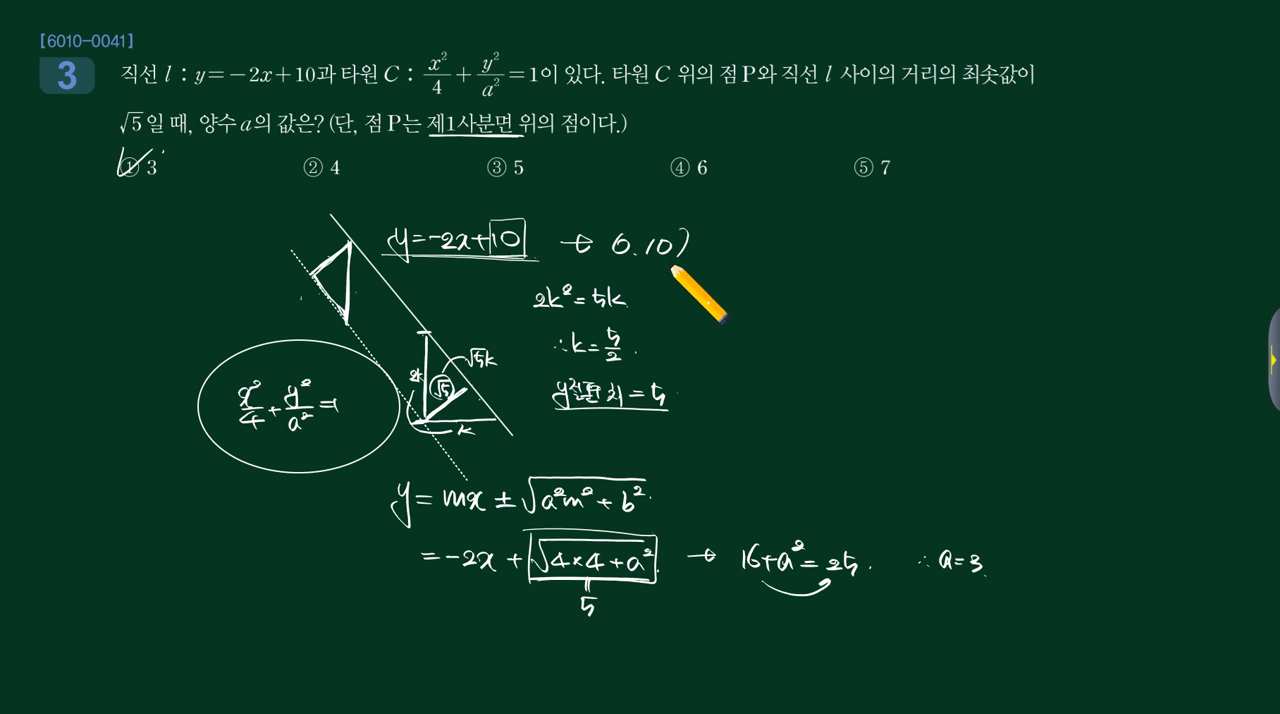 [6010-0041]
3 직선 l : y=-2x+10과 타원 C : x²/4 + y²/a² =1이 있다. 타원 C 위의 점 P와 직선 l 사이의 거리의 최솟값이
√5일 때, 양수 a의 값은? (단, 점 P는 제1사분면 위의 점이다.)
① 3 ② 4 ③ 5 ④ 6 ⑤ 7
y=-2x+10 → 0.10)
2k²=5k
∴k=5/2.
y절편 차=5
2k √5 √5k
k
x²/4+y²/a²=1
y=mx±√a²m²+b²
=-2x+√4×4+a² → 16+a²=25. ∴a=3
5